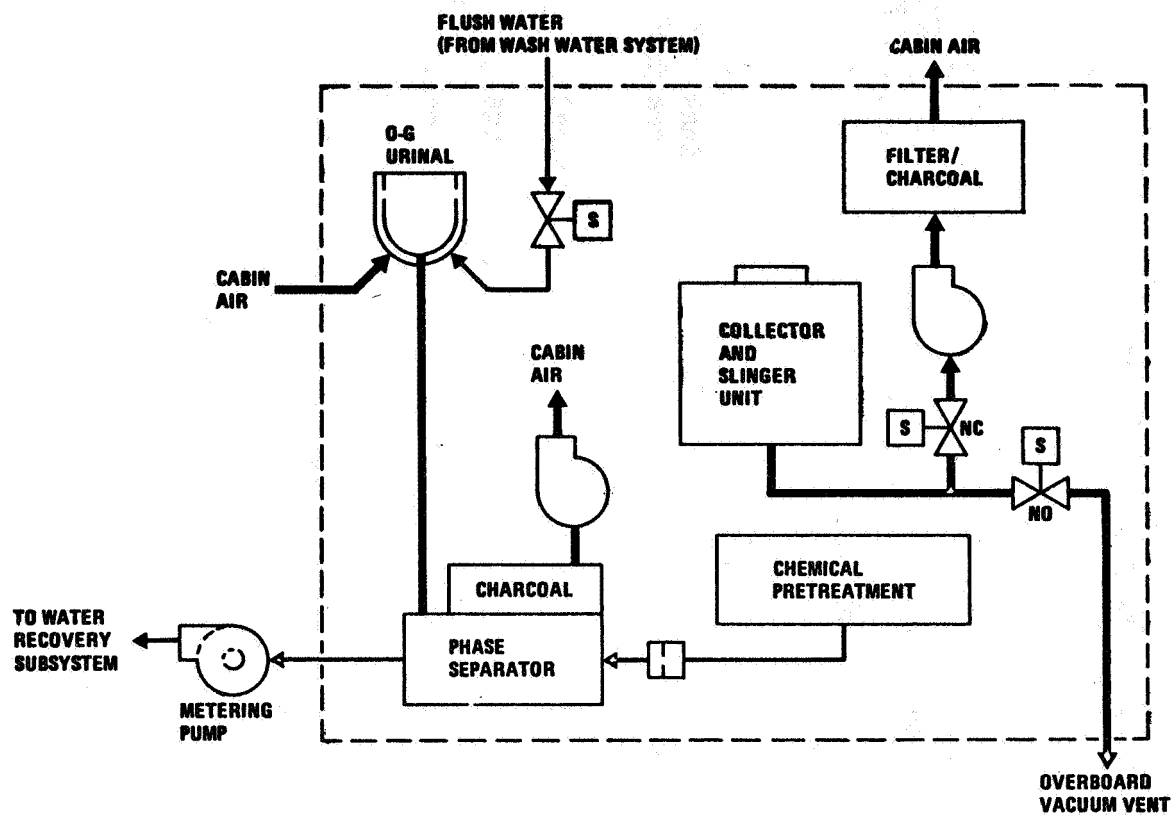 FLUSH WATER
(FROM WASH WATER SYSTEM)
CABIN AIR
0-G
URINAL
FILTER/
CHARCOAL
S
CABIN
AIR
COLLECTOR
AND
SLINGER
UNIT
CABIN
AIR
S
NC
S
NO
CHEMICAL
PRETREATMENT
CHARCOAL
TO WATER
RECOVERY
SUBSYSTEM
PHASE
SEPARATOR
METERING
PUMP
OVERBOARD
VACUUM VENT